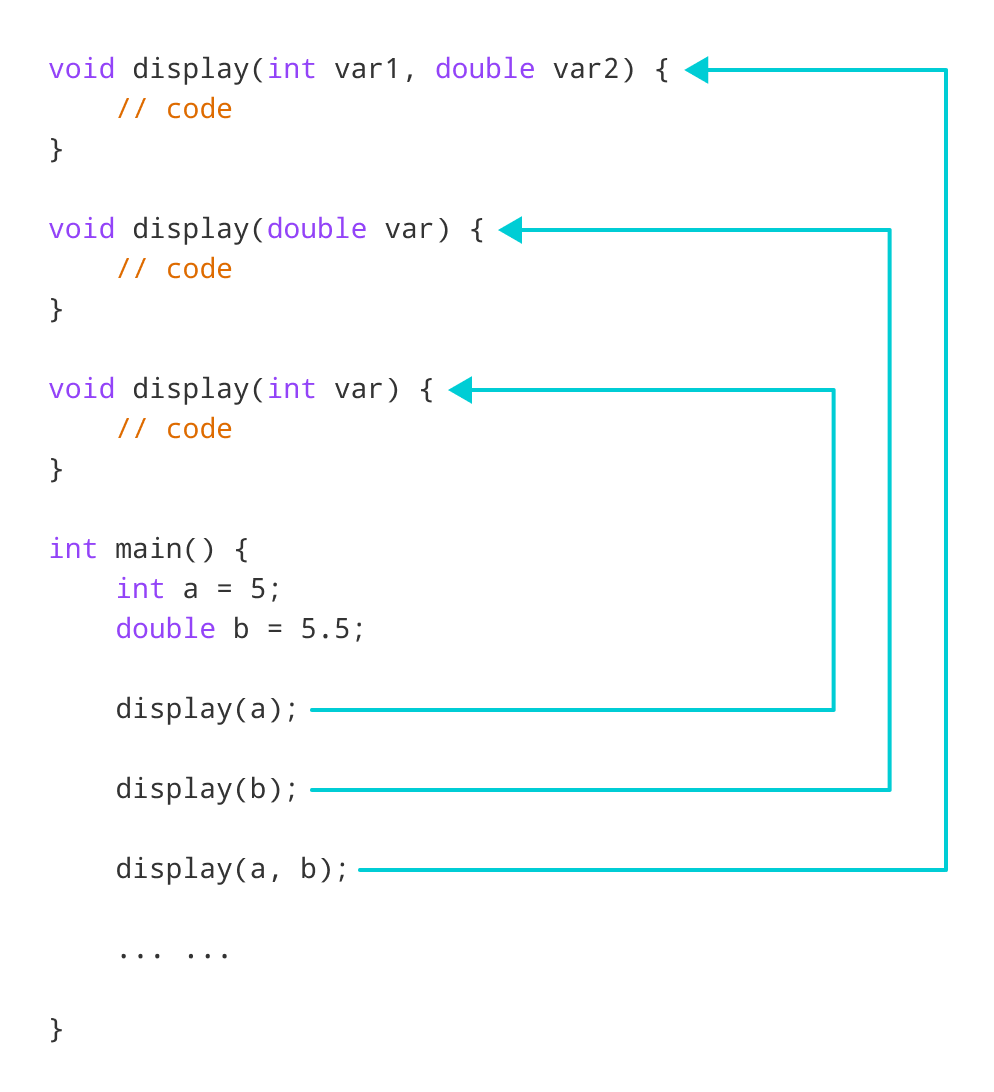 void display(int var1, double var2) {
    // code
}
void display(double var) {
    // code
}
void display(int var) {
    // code
}
int main() {
    int a = 5;
    double b = 5.5;
    display(a);
    display(b);
    display(a, b);
    ... ...
}